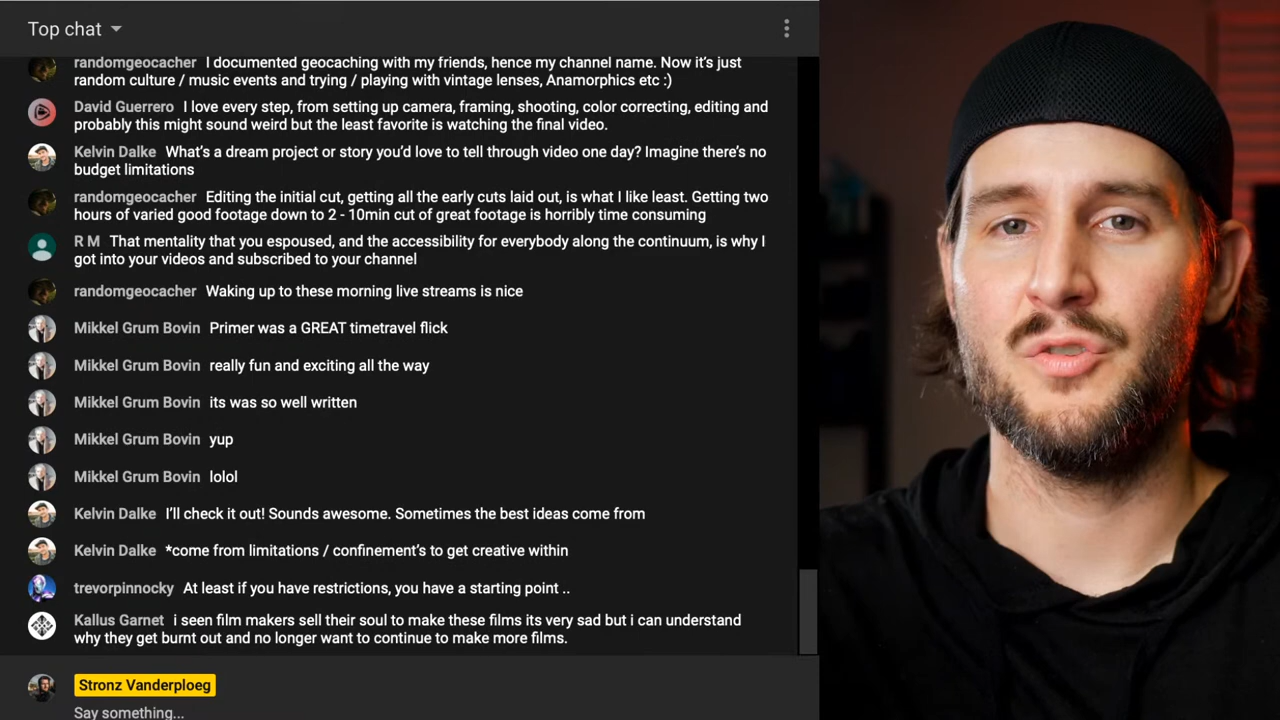 Top chat
randomgeocacher I documented geocaching with my friends, hence my channel name. Now it's just
random culture / music events and trying / playing with vintage lenses, Anamorphics etc :)
David Guerrero I love every step, from setting up camera, framing, shooting, color correcting, editing and
probably this might sound weird but the least favorite is watching the final video.
Kelvin Dalke What's a dream project or story you'd love to tell through video one day? Imagine there's no
budget limitations
randomgeocacher Editing the initial cut, getting all the early cuts laid out, is what I like least. Getting two
hours of varied good footage down to 2 - 10min cut of great footage is horribly time consuming
R M That mentality that you espoused, and the accessibility for everybody along the continuum, is why I
got into your videos and subscribed to your channel
randomgeocacher Waking up to these morning live streams is nice
Mikkel Grum Bovin Primer was a GREAT timetravel flick
Mikkel Grum Bovin really fun and exciting all the way
Mikkel Grum Bovin its was so well written
Mikkel Grum Bovin yup
Mikkel Grum Bovin lolol
Kelvin Dalke I'll check it out! Sounds awesome. Sometimes the best ideas come from
Kelvin Dalke *come from limitations / confinement's to get creative within
trevorpinnocky At least if you have restrictions, you have a starting point ..
Kallus Garnet i seen film makers sell their soul to make these films its very sad but i can understand
why they get burnt out and no longer want to continue to make more films.
Stronz Vanderploeg
Say something...